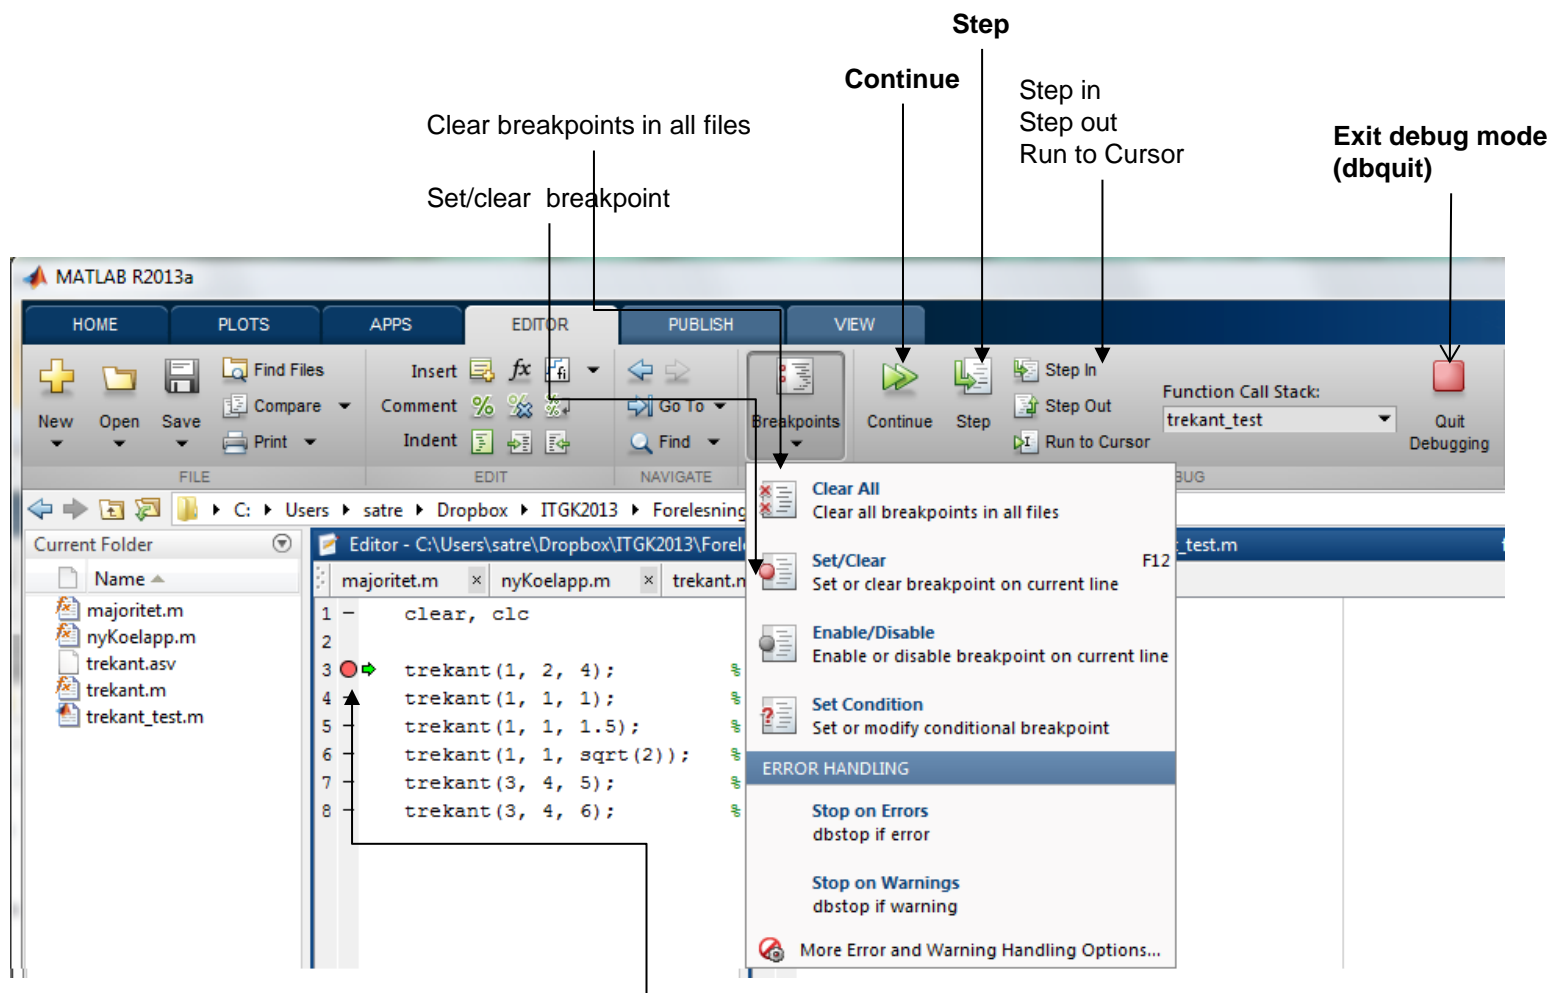 Step
Continue
Step in
Step out
Run to Cursor
Clear breakpoints in all files
Exit debug mode
(dbquit)
Set/clear breakpoint
MATLAB R2013a
HOME PLOTS APPS EDITOR PUBLISH VIEW
New Open Save
Find Files
Compare
Print
FILE
Insert fx fi
Comment
Indent
EDIT
Go To
Find
NAVIGATE
Breakpoints
Continue
Step
Step In
Step Out
Run to Cursor
Function Call Stack:
trekant_test
Quit
Debugging
BUG
C: Users satre Dropbox ITGK2013 Forelesning
Current Folder
Name
majoritet.m
nyKoelapp.m
trekant.asv
trekant.m
trekant_test.m
Editor - C:\Users\satre\Dropbox\ITGK2013\Forel
_test.m
majoritet.m × nyKoelapp.m × trekant.m
1 – clear, clc
2
3 trekant(1, 2, 4); %
4 – trekant(1, 1, 1); %
5 – trekant(1, 1, 1.5); %
6 – trekant(1, 1, sqrt(2)); %
7 – trekant(3, 4, 5); %
8 – trekant(3, 4, 6); %
Clear All
Clear all breakpoints in all files
Set/Clear F12
Set or clear breakpoint on current line
Enable/Disable
Enable or disable breakpoint on current line
Set Condition
Set or modify conditional breakpoint
ERROR HANDLING
Stop on Errors
dbstop if error
Stop on Warnings
dbstop if warning
More Error and Warning Handling Options...